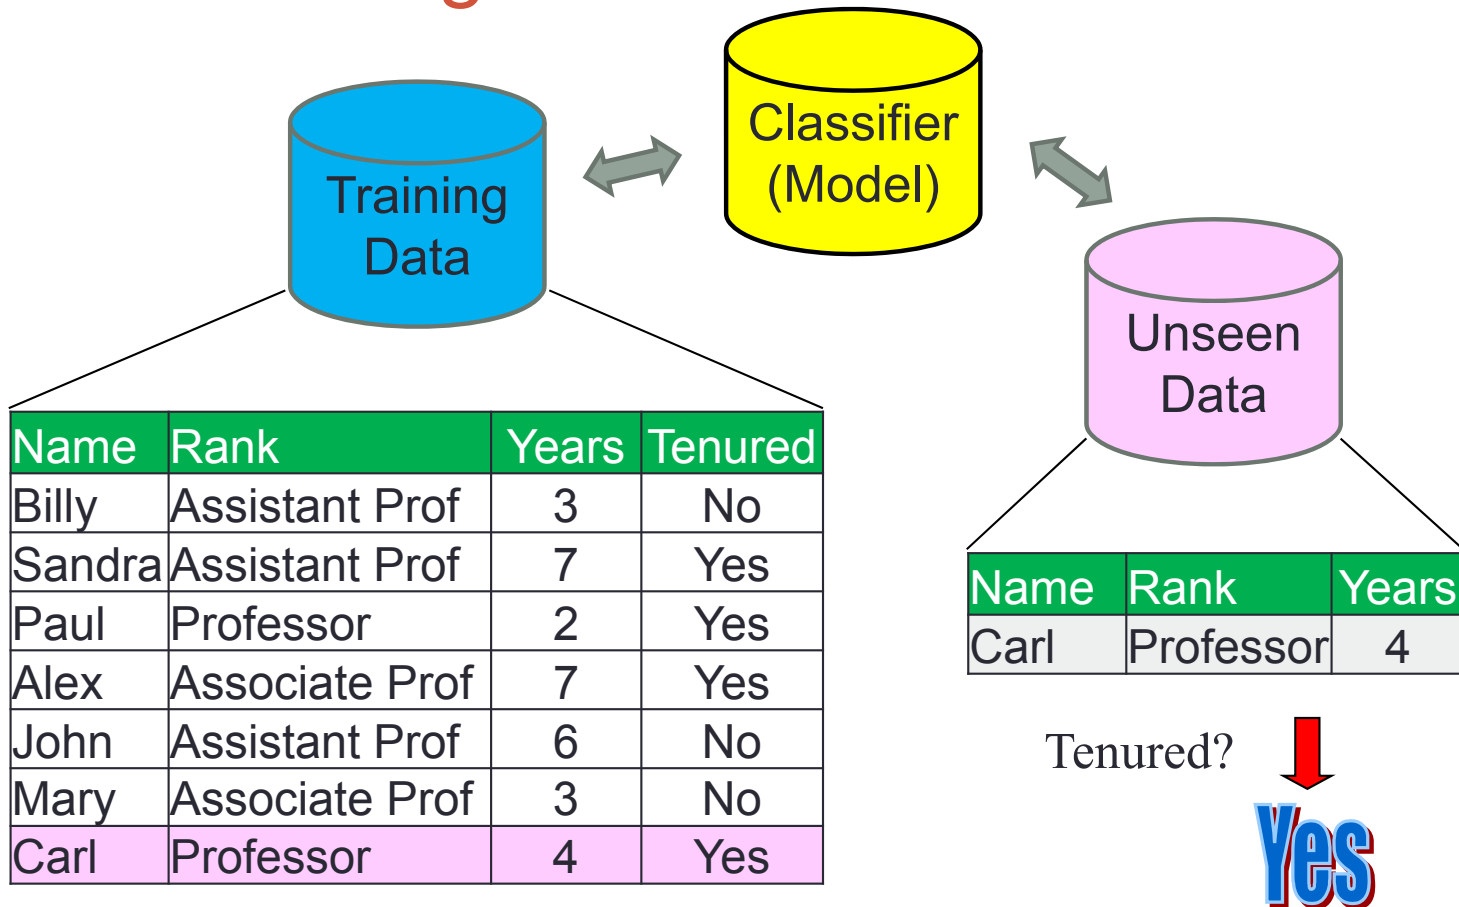 Classifier
(Model)
Training
Data
Unseen
Data
Name Rank Years Tenured
Billy Assistant Prof 3 No
Sandra Assistant Prof 7 Yes
Paul Professor 2 Yes
Alex Associate Prof 7 Yes
John Assistant Prof 6 No
Mary Associate Prof 3 No
Carl Professor 4 Yes
Name Rank Years
Carl Professor 4
Tenured?
Yes